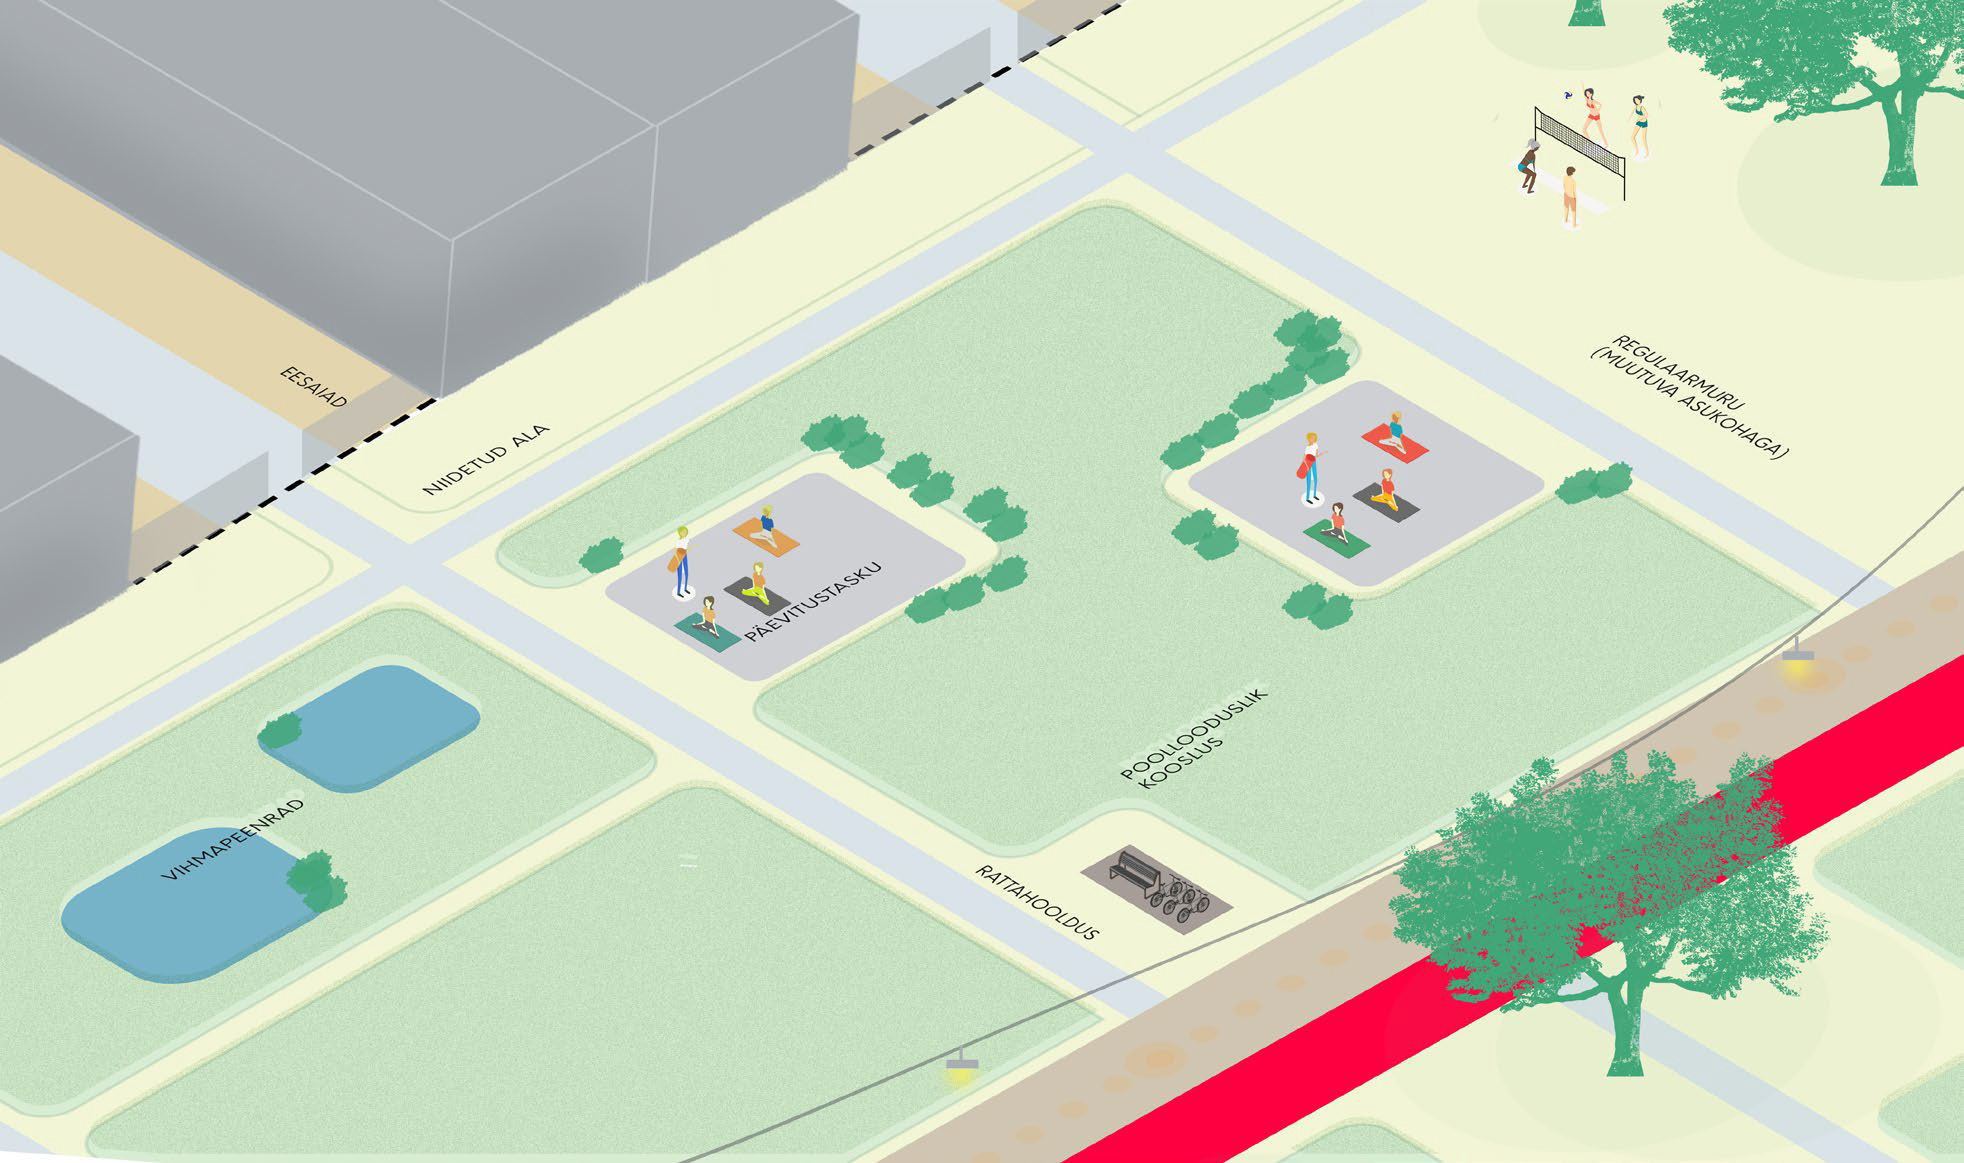 REGULAARMURU
(MUUTUVA ASUKOHAGA)
EESAIAD
NIIDETUD ALA
PÄEVITUSTASKU
POOLLOODUSLIK
KOOSLUS
VIHMAPEENRAD
RATTAHOOLDUS